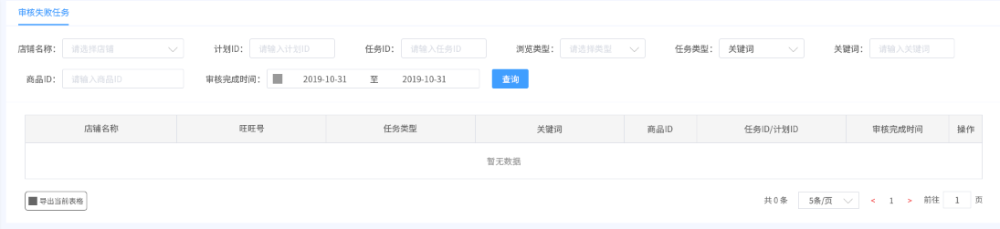 审核失败任务
店铺名称： 请选择店铺 计划ID： 请输入计划ID 任务ID： 请输入任务ID 浏览类型： 请选择类型 任务类型： 关键词 关键词： 请输入关键词
商品ID： 请输入商品ID 审核完成时间： 2019-10-31 至 2019-10-31 查询
店铺名称 旺旺号 任务类型 关键词 商品ID 任务ID/计划ID 审核完成时间 操作
暂无数据
导出当前表格 共 0 条 5条/页 < 1 > 前往 1 页